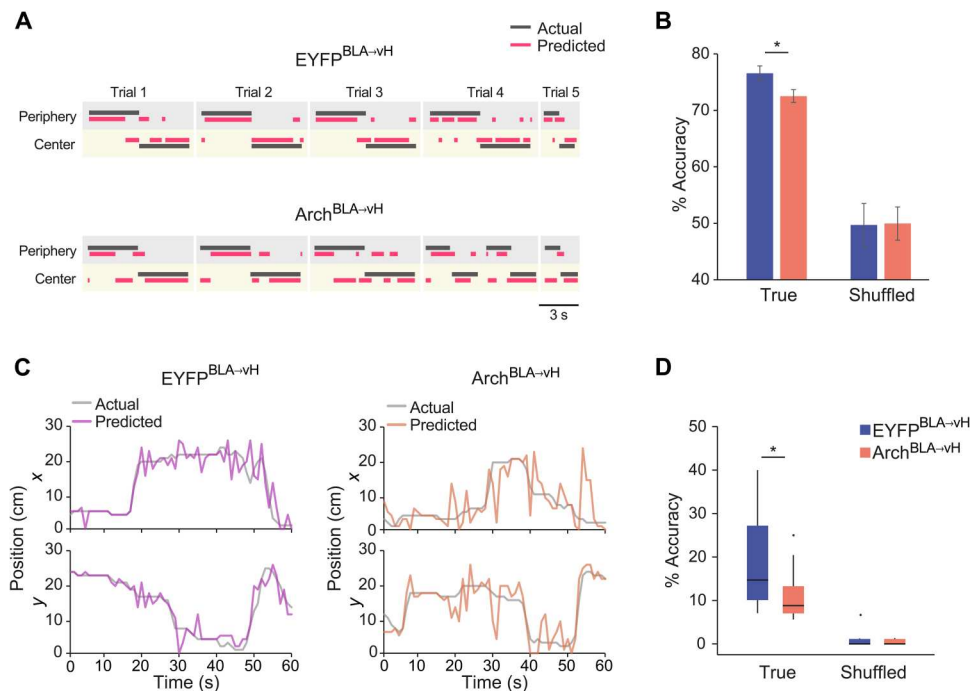 A
Actual
Predicted
EYFP^BLA→vH
Trial 1 Trial 2 Trial 3 Trial 4 Trial 5
Periphery
Center
Arch^BLA→vH
Periphery
Center
3 s
B
80
70
60
50
40
% Accuracy
*
True Shuffled
C
EYFP^BLA→vH
Actual
Predicted
30
20
10
0
x
30
20
10
0
y
Position (cm)
0 10 20 30 40 50 60
Time (s)
Arch^BLA→vH
Actual
Predicted
30
20
10
0
x
30
20
10
0
y
Position (cm)
0 10 20 30 40 50 60
Time (s)
D
EYFP^BLA→vH
Arch^BLA→vH
50
40
30
20
10
0
% Accuracy
*
True Shuffled